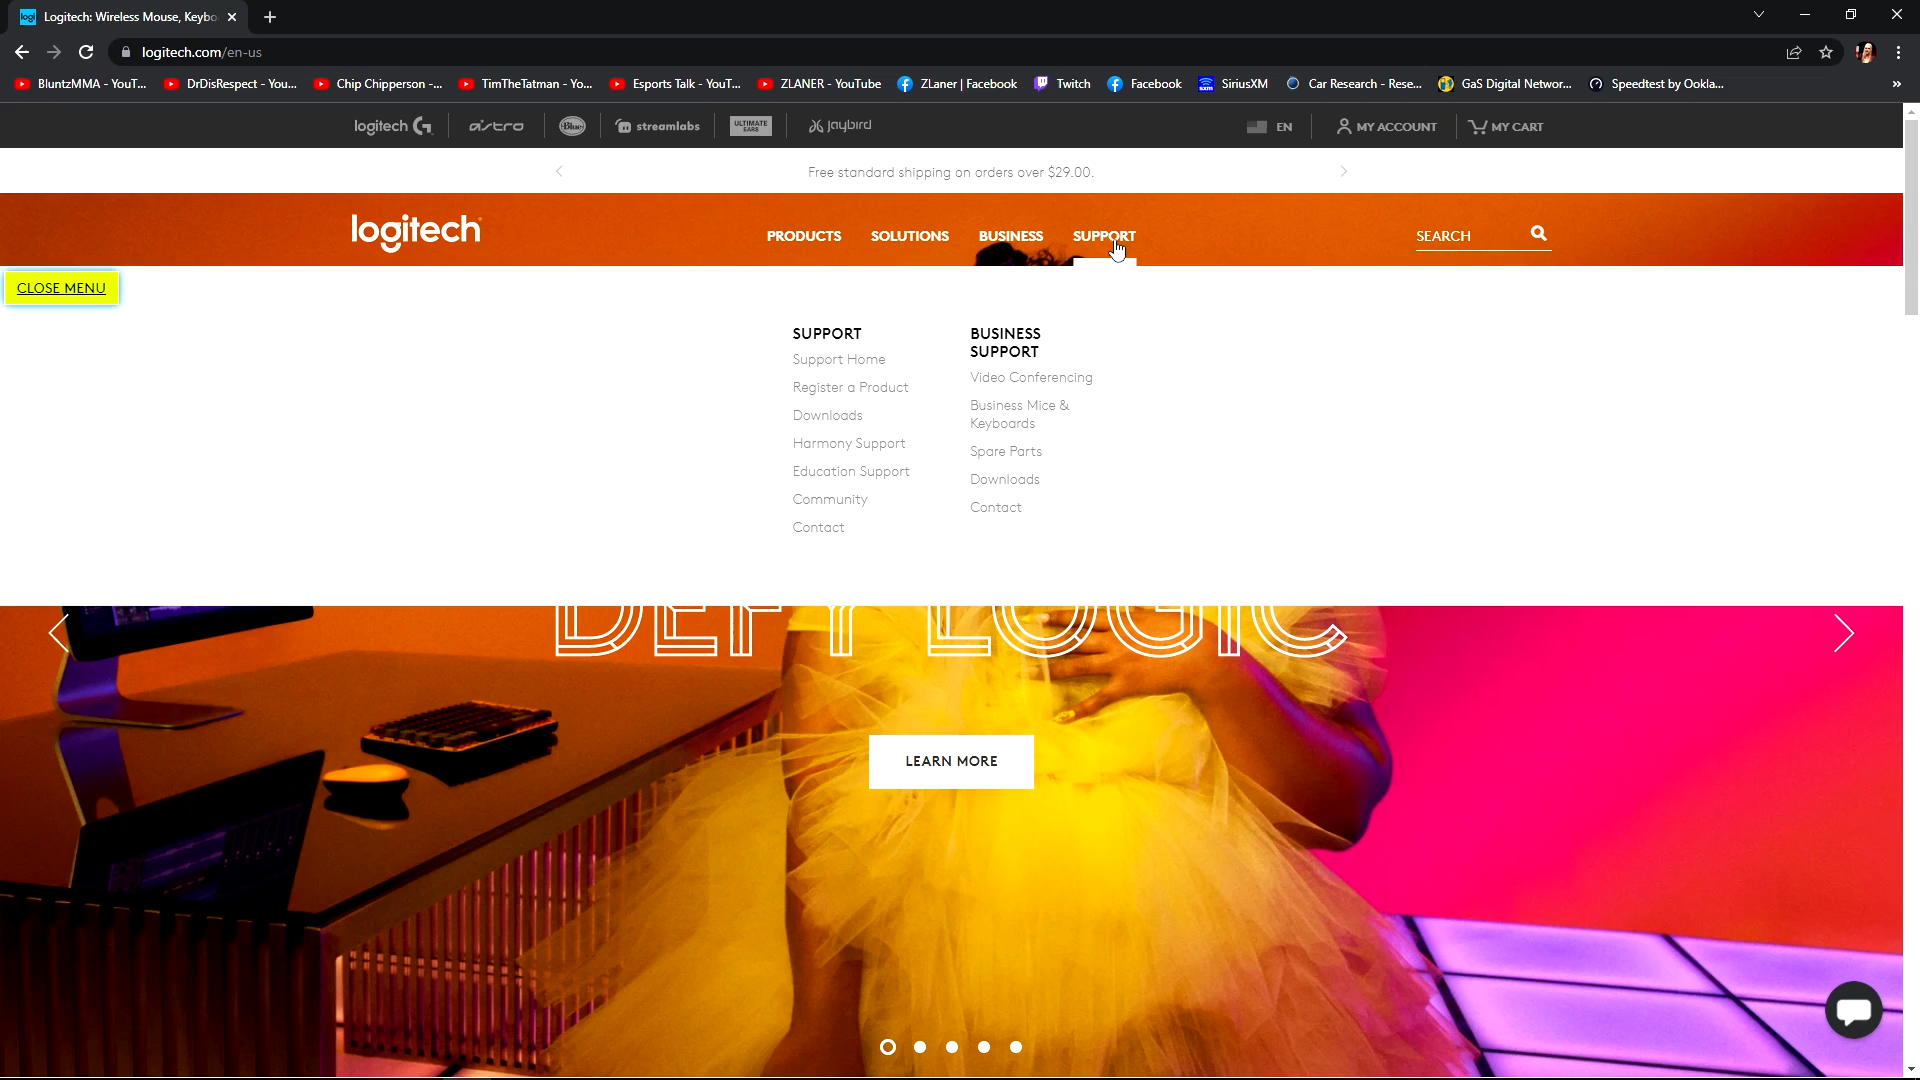 Logitech: Wireless Mouse, Keybo
logitech.com/en-us
BluntzMMA - YouT...
DrDisRespect - You...
Chip Chipperson -...
TimTheTatman - Yo...
Esports Talk - YouT...
ZLANER - YouTube
ZLaner | Facebook
Twitch
Facebook
SiriusXM
Car Research - Rese...
GaS Digital Networ...
Speedtest by Ookla...
logitech G
ASTRO
Blue
streamlabs
ULTIMATE
EARS
jaybird
EN
MY ACCOUNT
MY CART
Free standard shipping on orders over $29.00.
logitech
PRODUCTS
SOLUTIONS
BUSINESS
SUPPORT
SEARCH
CLOSE MENU
SUPPORT
Support Home
Register a Product
Downloads
Harmony Support
Education Support
Community
Contact
BUSINESS
SUPPORT
Video Conferencing
Business Mice &
Keyboards
Spare Parts
Downloads
Contact
DEFY LOGIC
LEARN MORE